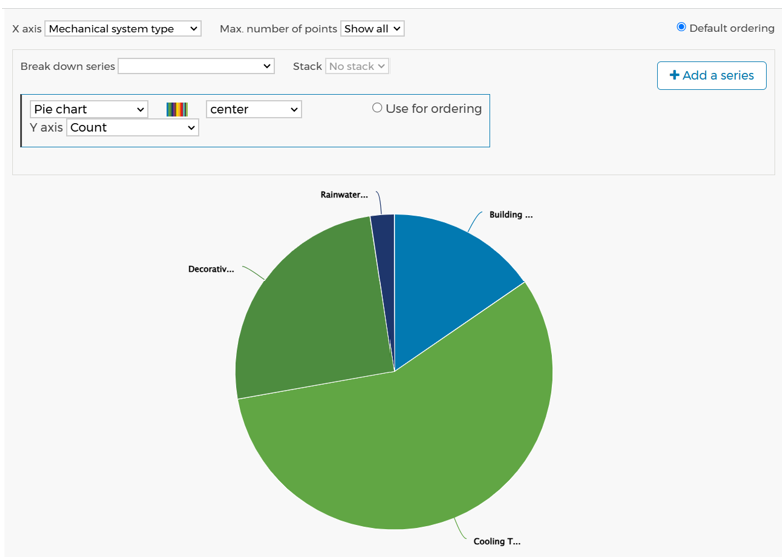 X axis Mechanical system type Max. number of points Show all Default ordering
Break down series Stack No stack + Add a series
Pie chart center Use for ordering
Y axis Count
Rainwater...
Building ...
Decorativ...
Cooling T...